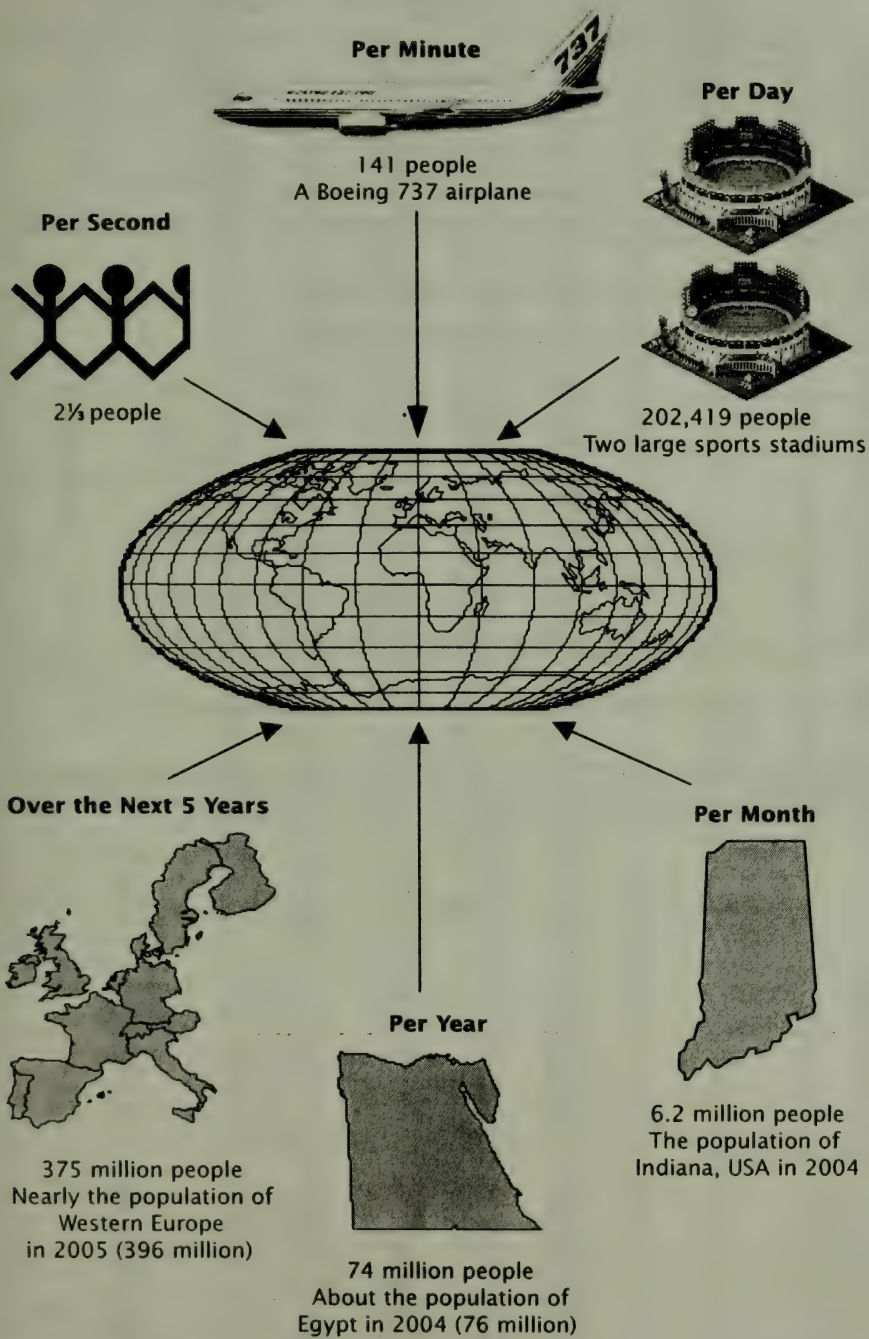 Per Minute
737
141 people
A Boeing 737 airplane
Per Day
202,419 people
Two large sports stadiums
Per Second
2⅓ people
Over the Next 5 Years
375 million people
Nearly the population of
Western Europe
in 2005 (396 million)
Per Year
74 million people
About the population of
Egypt in 2004 (76 million)
Per Month
6.2 million people
The population of
Indiana, USA in 2004